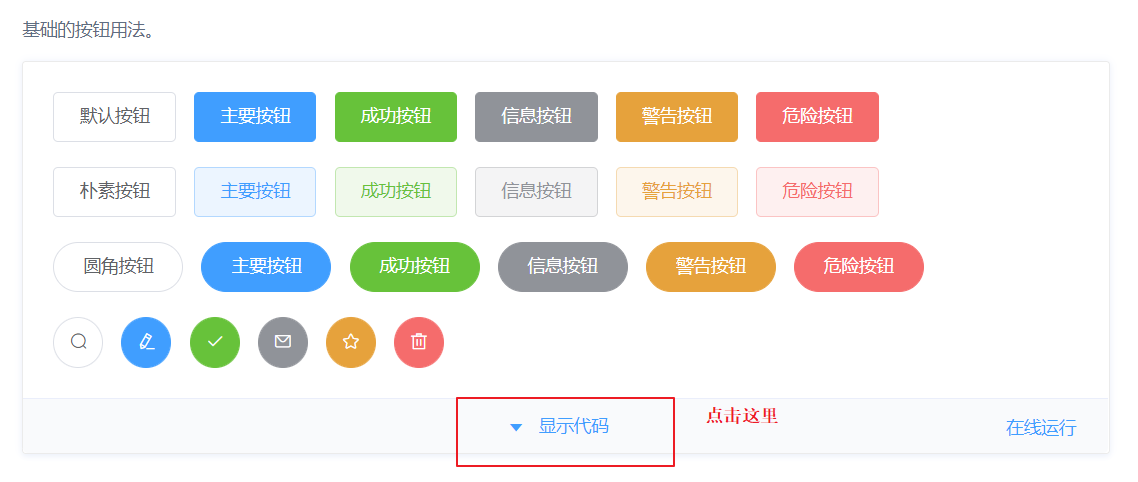 基础的按钮用法。
默认按钮 主要按钮 成功按钮 信息按钮 警告按钮 危险按钮
朴素按钮 主要按钮 成功按钮 信息按钮 警告按钮 危险按钮
圆角按钮 主要按钮 成功按钮 信息按钮 警告按钮 危险按钮
显示代码 点击这里 在线运行